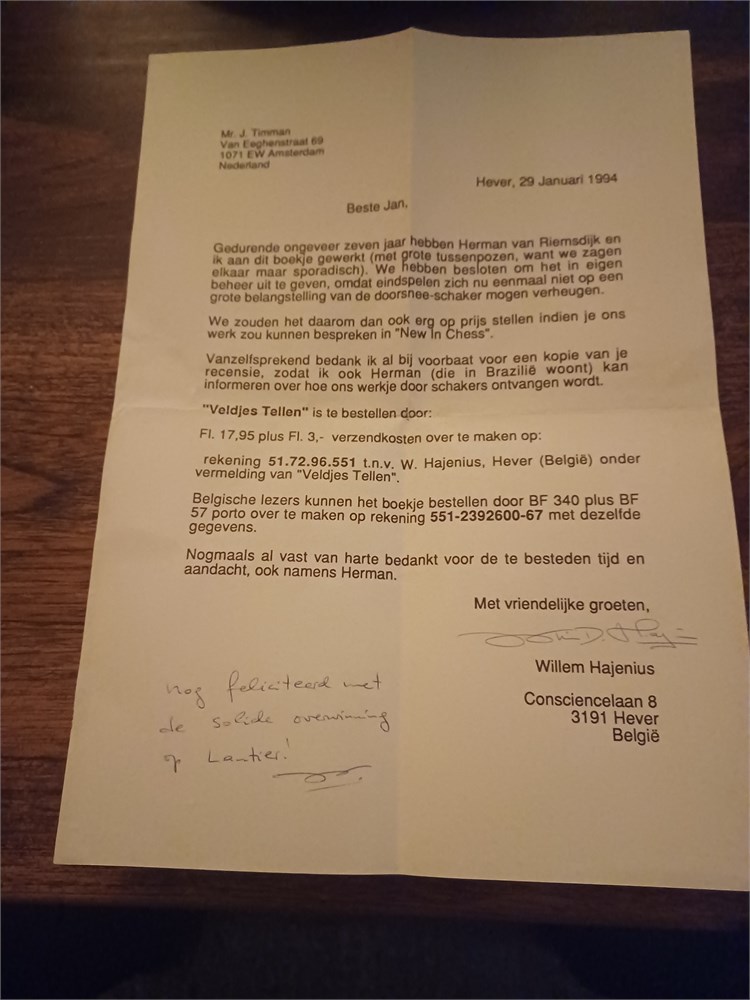 Mr. J. Timman
Van Eeghenstraat 69
1071 EW Amsterdam
Nederland
Hever, 29 Januari 1994
Beste Jan,
Gedurende ongeveer zeven jaar hebben Herman van Riemsdijk en
ik aan dit boekje gewerkt (met grote tussenpozen, want we zagen
elkaar maar sporadisch). We hebben besloten om het in eigen
beheer uit te geven, omdat eindspelen zich nu eenmaal niet op een
grote belangstelling van de doorsnee-schaker mogen verheugen.
We zouden het daarom dan ook erg op prijs stellen indien je ons
werk zou kunnen bespreken in "New In Chess".
Vanzelfsprekend bedank ik al bij voorbaat voor een kopie van je
recensie, zodat ik ook Herman (die in Brazilië woont) kan
informeren over hoe ons werkje door schakers ontvangen wordt.
"Veldjes Tellen" is te bestellen door:
Fl. 17,95 plus Fl. 3,- verzendkosten over te maken op:
rekening 51.72.96.551 t.n.v. W. Hajenius, Hever (België) onder
vermelding van "Veldjes Tellen".
Belgische lezers kunnen het boekje bestellen door BF 340 plus BF
57 porto over te maken op rekening 551-2392600-67 met dezelfde
gegevens.
Nogmaals al vast van harte bedankt voor de te besteden tijd en
aandacht, ook namens Herman.
Met vriendelijke groeten,
Willem Hajenius
Consciencelaan 8
3191 Hever
België
nog feliciteerd met
de solide overwinning
op Lautier!